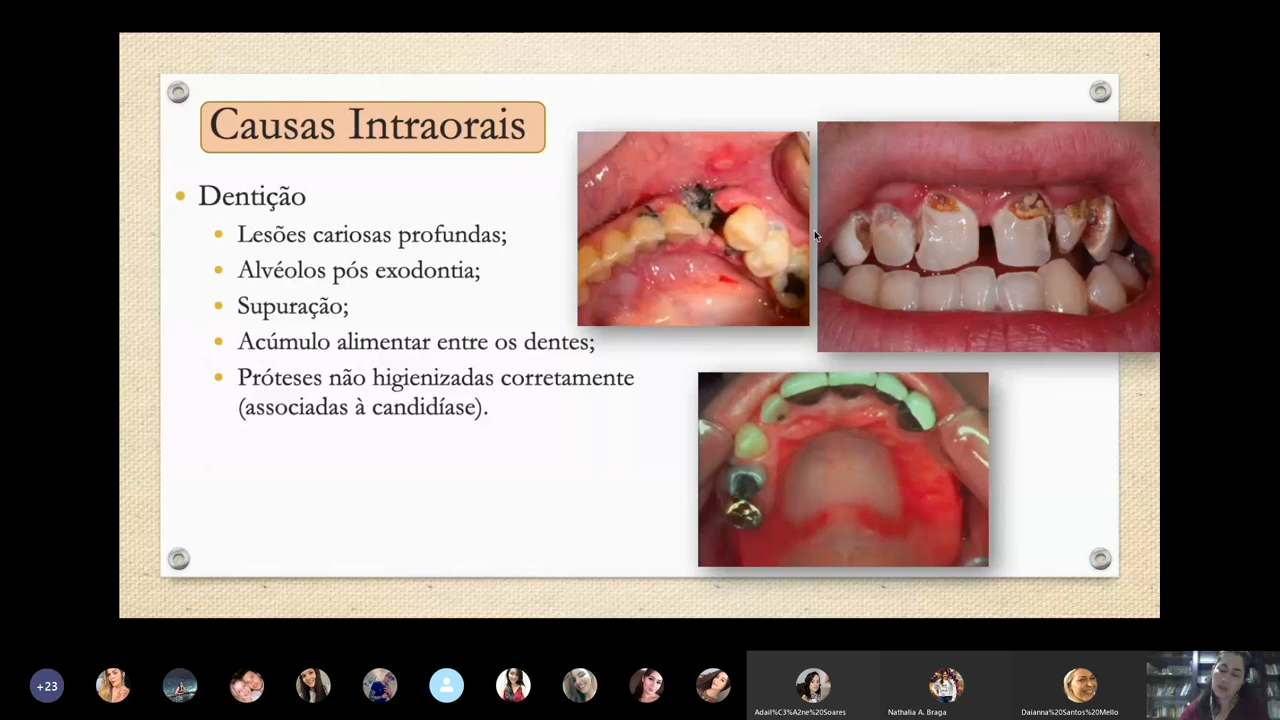 Causas Intraorais
Dentição
Lesões cariosas profundas;
Alvéolos pós exodontia;
Supuração;
Acúmulo alimentar entre os dentes;
Próteses não higienizadas corretamente
(associadas à candidíase).
+23
Adail%C3%A2ne%20Soares
Nathalia A. Braga
Daianna%20Santos%20Mello